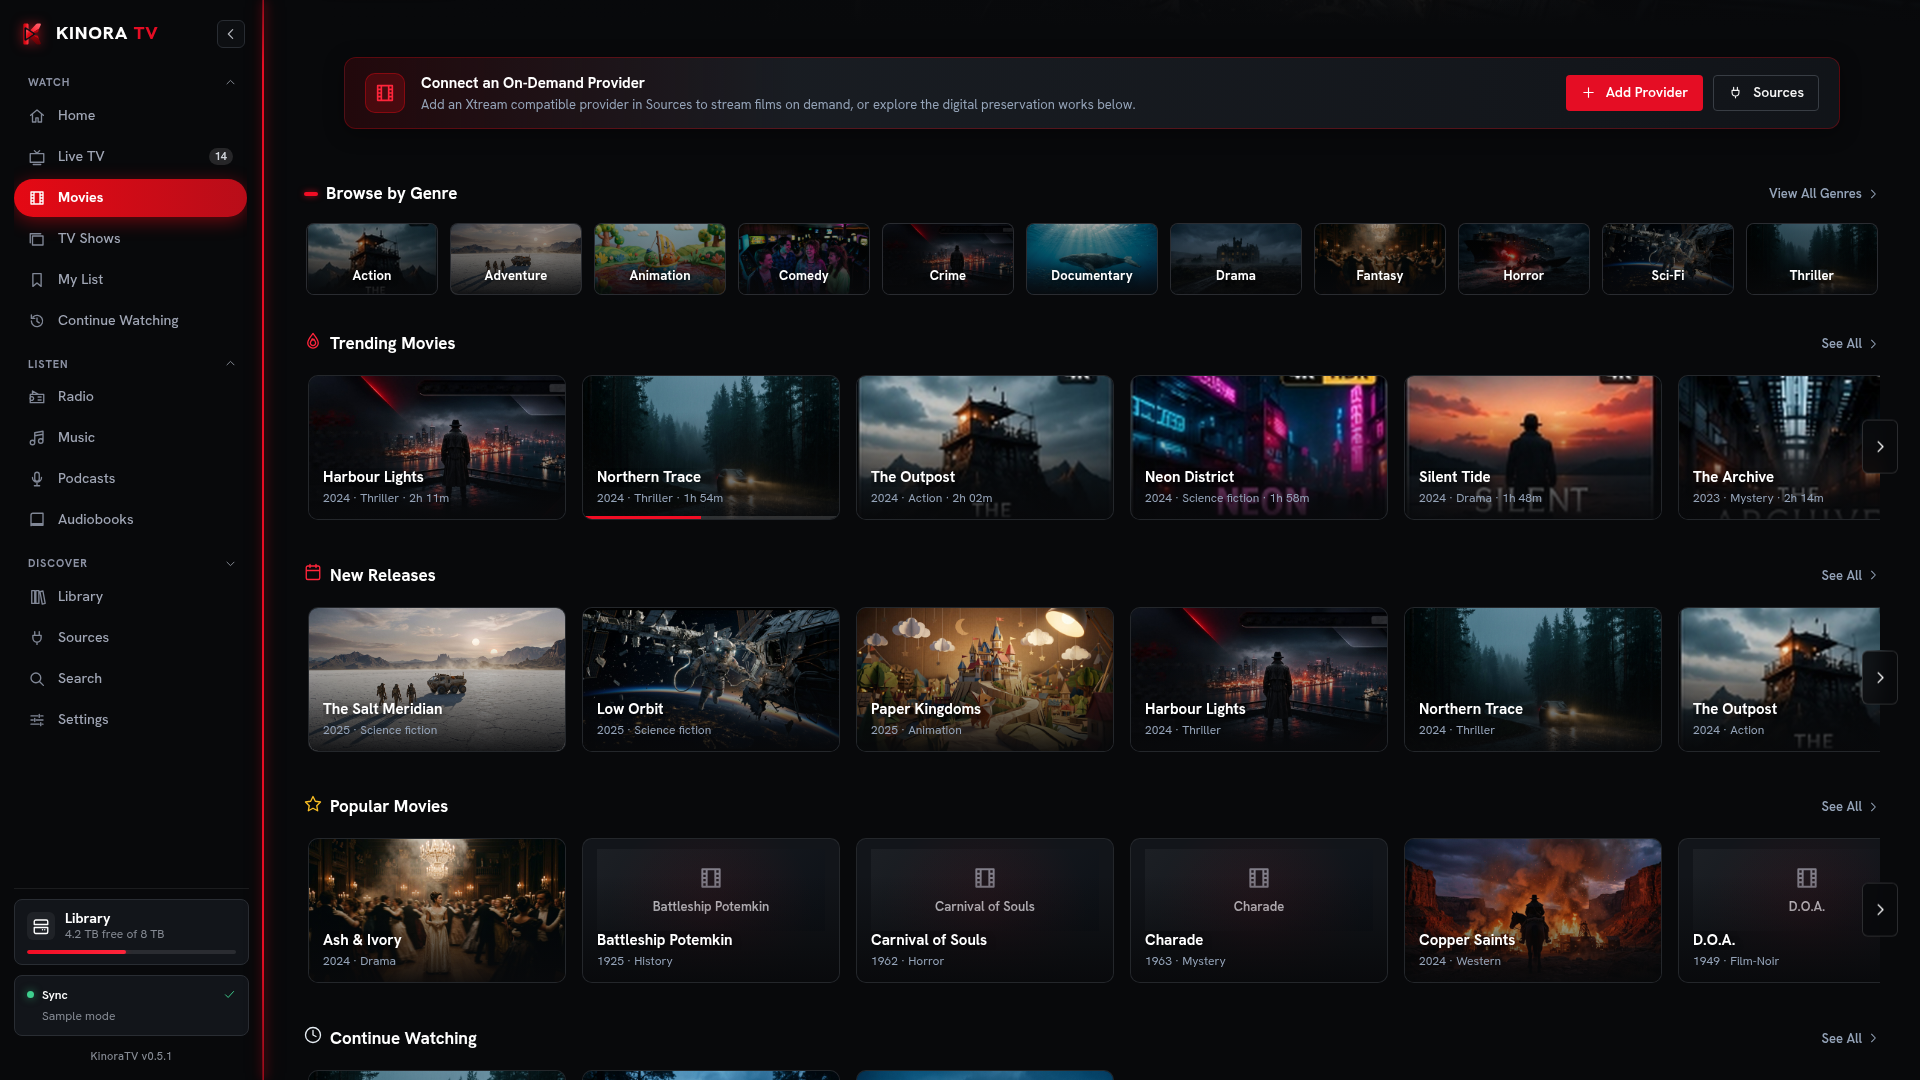 KINORA TV
WATCH
Home
Live TV
14
Movies
TV Shows
My List
Continue Watching
LISTEN
Radio
Music
Podcasts
Audiobooks
DISCOVER
Library
Sources
Search
Settings
Library
4.2 TB free of 8 TB
Sync
Sample mode
KinoraTV v0.5.1
Connect an On-Demand Provider
Add an Xtream compatible provider in Sources to stream films on demand, or explore the digital preservation works below.
Add Provider
Sources
Browse by Genre
View All Genres
Action
THE
Adventure
Animation
Comedy
Crime
Documentary
Drama
Fantasy
Horror
Sci-Fi
Thriller
Trending Movies
See All
Harbour Lights
2024 · Thriller · 2h 11m
Northern Trace
2024 · Thriller · 1h 54m
The Outpost
2024 · Action · 2h 02m
THE
Neon District
2024 · Science fiction · 1h 58m
NEON
Silent Tide
2024 · Drama · 1h 48m
SILENT
The Archive
2023 · Mystery · 2h 14m
THE
ARCHIVE
New Releases
See All
The Salt Meridian
2025 · Science fiction
Low Orbit
2025 · Science fiction
Paper Kingdoms
2025 · Animation
Harbour Lights
2024 · Thriller
Northern Trace
2024 · Thriller
The Outpost
2024 · Action
THE
Popular Movies
See All
Ash & Ivory
2024 · Drama
Battleship Potemkin
Battleship Potemkin
1925 · History
Carnival of Souls
Carnival of Souls
1962 · Horror
Charade
Charade
1963 · Mystery
Copper Saints
2024 · Western
D.O.A.
D.O.A.
1949 · Film-Noir
Continue Watching
See All